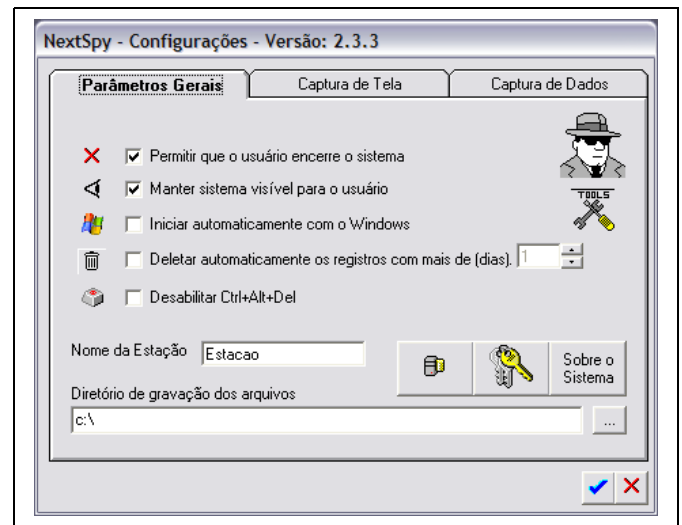 NextSpy - Configurações - Versão: 2.3.3
Parâmetros Gerais
Captura de Tela
Captura de Dados
Permitir que o usuário encerre o sistema
Manter sistema visível para o usuário
TOOLS
Iniciar automaticamente com o Windows
Deletar automaticamente os registros com mais de (dias). 1
Desabilitar Ctrl+Alt+Del
Nome da Estação Estacao
Sobre o
Sistema
Diretório de gravação dos arquivos
c:\
...